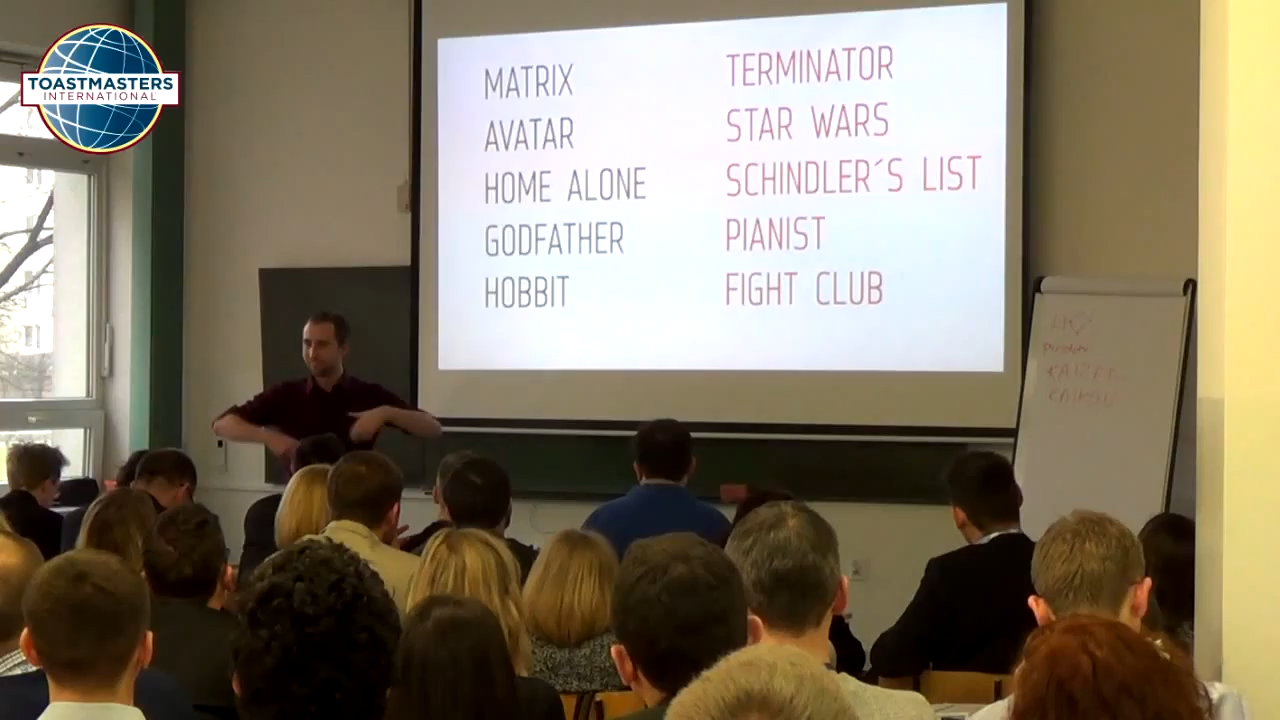 TOASTMASTERS
INTERNATIONAL
MATRIX
AVATAR
HOME ALONE
GODFATHER
HOBBIT
TERMINATOR
STAR WARS
SCHINDLER´S LIST
PIANIST
FIGHT CLUB